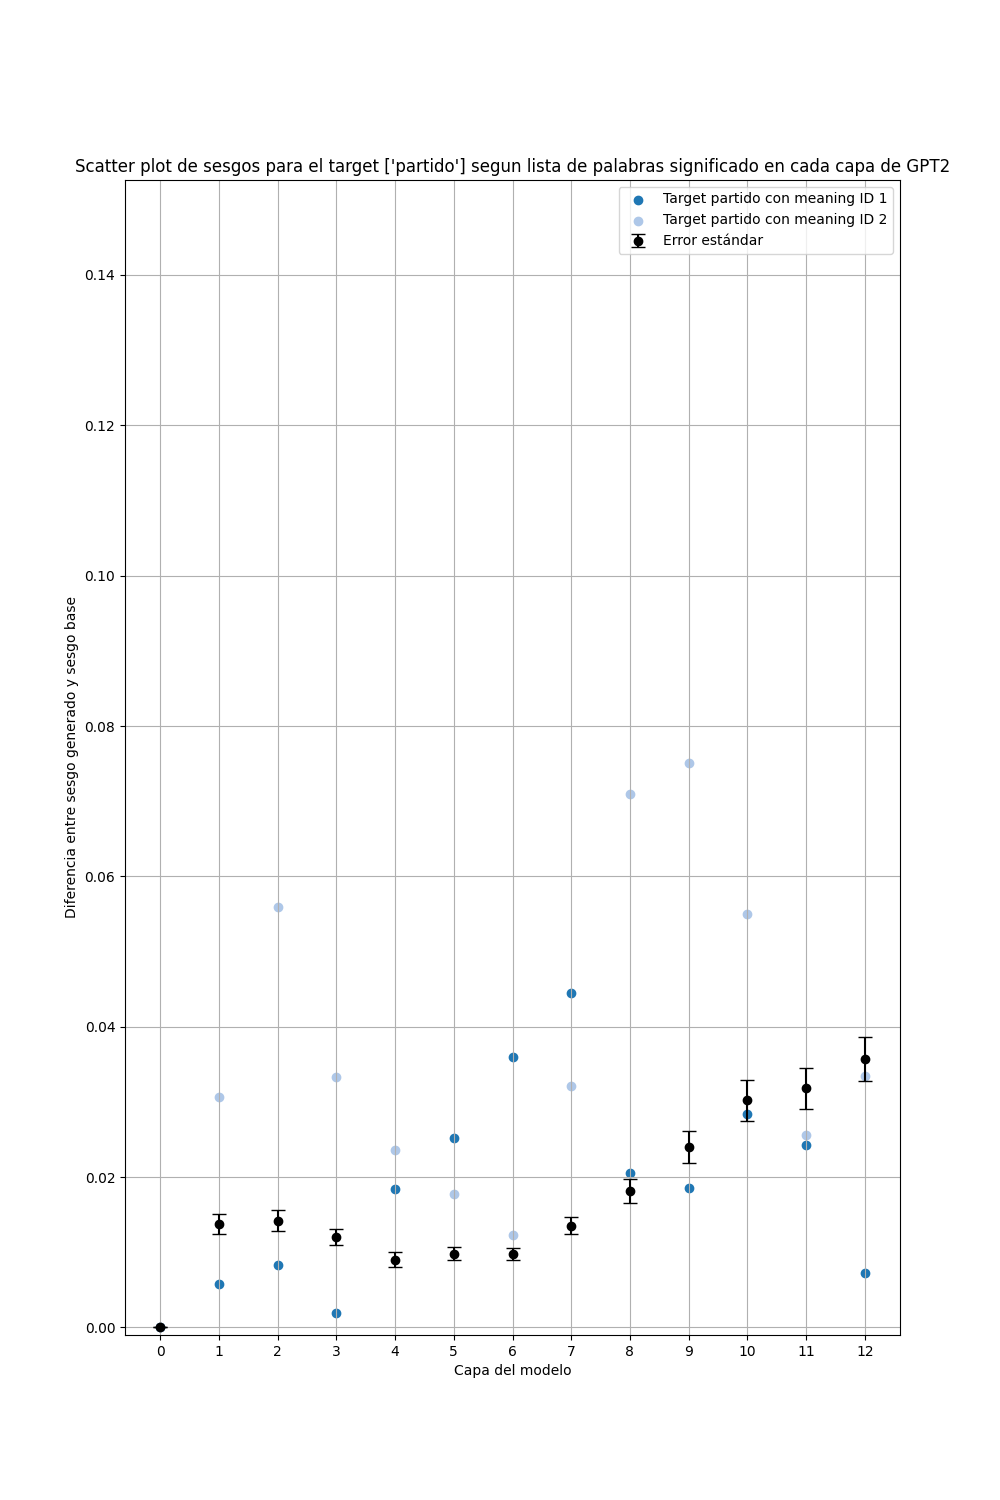 Scatter plot de sesgos para el target ['partido'] segun lista de palabras significado en cada capa de GPT2
Target partido con meaning ID 1
Target partido con meaning ID 2
Error estándar
0.14
0.12
0.10
0.08
0.06
0.04
0.02
0.00
Diferencia entre sesgo generado y sesgo base
0 1 2 3 4 5 6 7 8 9 10 11 12
Capa del modelo